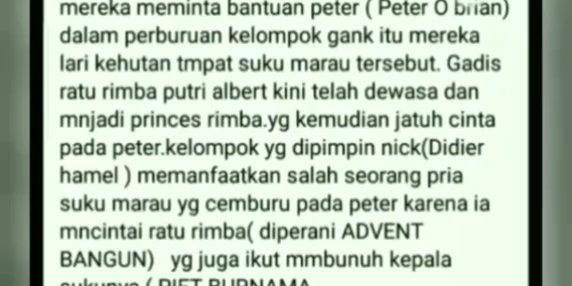 mereka meminta bantuan peter ( Peter O brian)
dalam perburuan kelompok gank itu mereka
lari kehutan tmpat suku marau tersebut. Gadis
ratu rimba putri albert kini telah dewasa dan
mnjadi princes rimba.yg kemudian jatuh cinta
pada peter.kelompok yg dipimpin nick(Didier
hamel ) memanfaatkan salah seorang pria
suku marau yg cemburu pada peter karena ia
mncintai ratu rimba( diperani ADVENT
BANGUN) yg juga ikut mmbunuh kepala
sukunya ( PIET BURNAMA